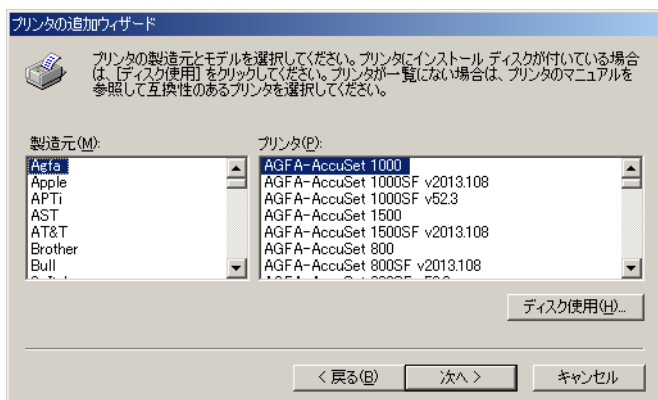 プリンタの追加ウィザード
プリンタの製造元とモデルを選択してください。プリンタにインストール ディスクが付いている場合
は、[ディスク使用] をクリックしてください。プリンタが一覧にない場合は、プリンタのマニュアルを
参照して互換性のあるプリンタを選択してください。
製造元(M):
プリンタ(P):
Agfa
Apple
APTi
AST
AT&T
Brother
Bull
AGFA-AccuSet 1000
AGFA-AccuSet 1000SF v2013.108
AGFA-AccuSet 1000SF v52.3
AGFA-AccuSet 1500
AGFA-AccuSet 1500SF v2013.108
AGFA-AccuSet 800
AGFA-AccuSet 800SF v2013.108
ディスク使用(H)...
< 戻る(B)
次へ >
キャンセル